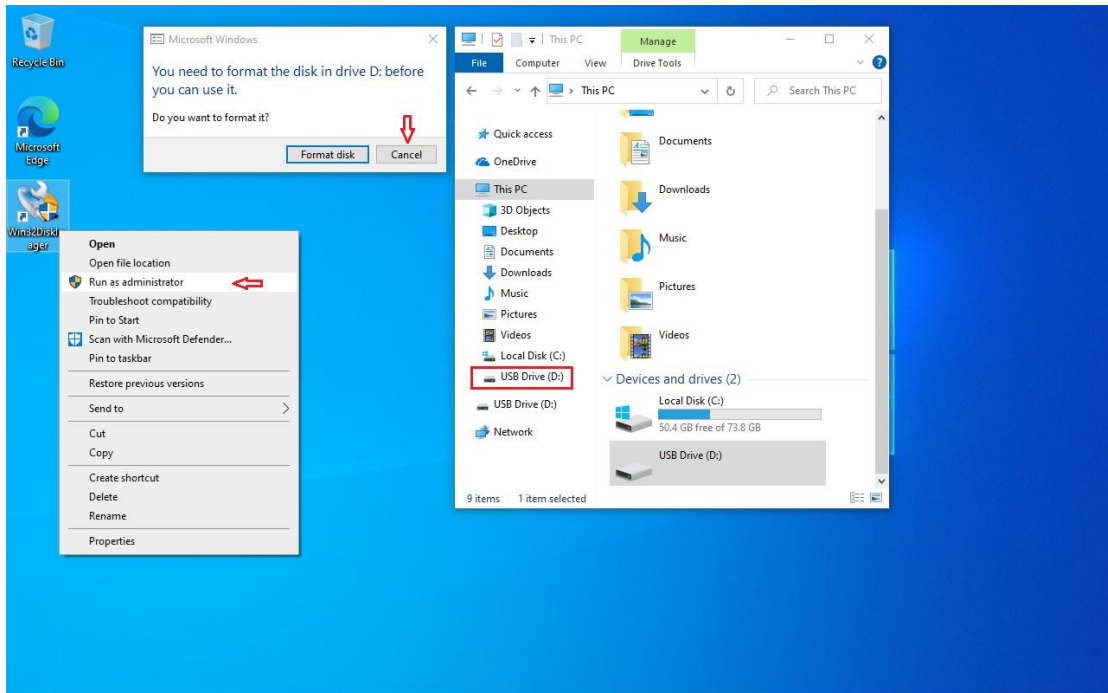 Recycle Bin
Microsoft
Edge
Win32DiskI
ager
Microsoft Windows
You need to format the disk in drive D: before
you can use it.
Do you want to format it?
Format disk
Cancel
Open
Open file location
Run as administrator
Troubleshoot compatibility
Pin to Start
Scan with Microsoft Defender...
Pin to taskbar
Restore previous versions
Send to
Cut
Copy
Create shortcut
Delete
Rename
Properties
This PC
Manage
File
Computer
View
Drive Tools
This PC
Search This PC
Quick access
OneDrive
This PC
3D Objects
Desktop
Documents
Downloads
Music
Pictures
Videos
Local Disk (C:)
USB Drive (D:)
USB Drive (D:)
Network
Documents
Downloads
Music
Pictures
Videos
Devices and drives (2)
Local Disk (C:)
50.4 GB free of 73.8 GB
USB Drive (D:)
9 items
1 item selected